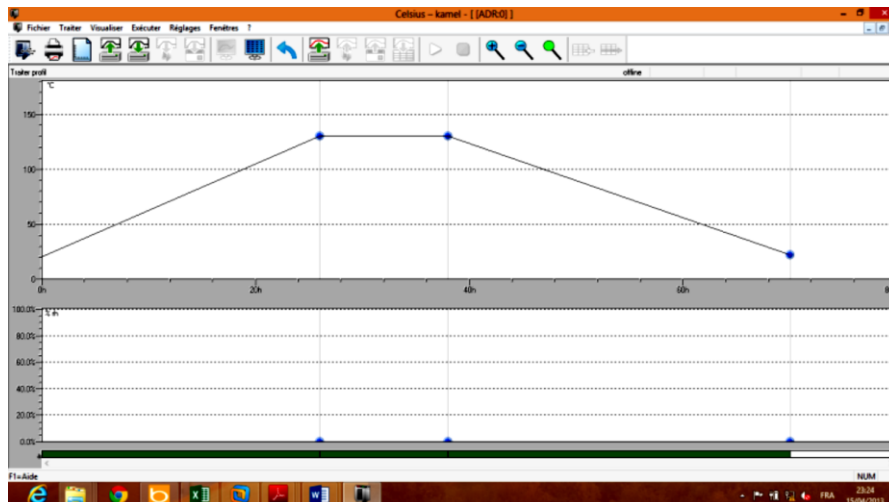 Celsius – kamel - [ [ADR:0] ]
Fichier Traiter Visualiser Exécuter Réglages Fenêtres ?
Traiter profil offline
°C
150
100
50
0
0h 20h 40h 60h 8
100.0%
% rh
80.0%
60.0%
40.0%
20.0%
0.0%
F1=Aide NUM
FRA 23:24